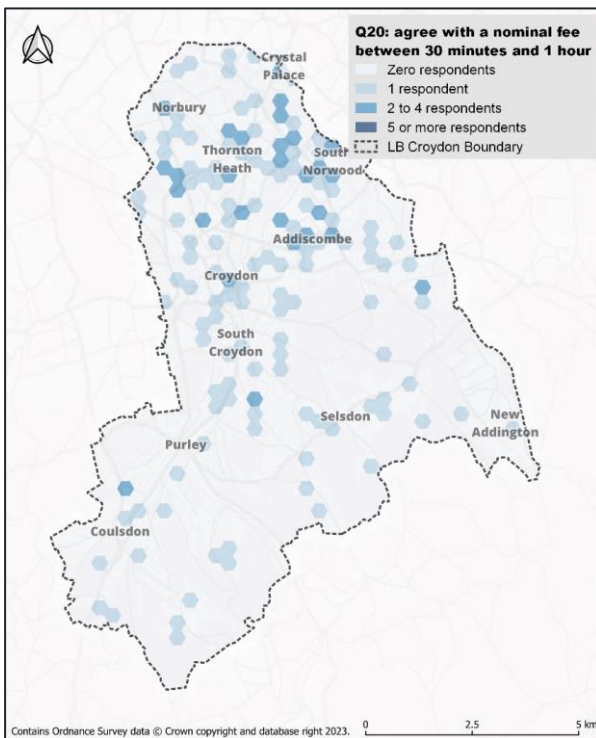 Q20: agree with a nominal fee
between 30 minutes and 1 hour
Zero respondents
1 respondent
2 to 4 respondents
5 or more respondents
LB Croydon Boundary
Crystal
Palace
Norbury
Thornton
Heath
South
Norwood
Addiscombe
Croydon
South
Croydon
Selsdon
New
Addington
Purley
Coulsdon
Contains Ordnance Survey data © Crown copyright and database right 2023.
0 2.5 5 km